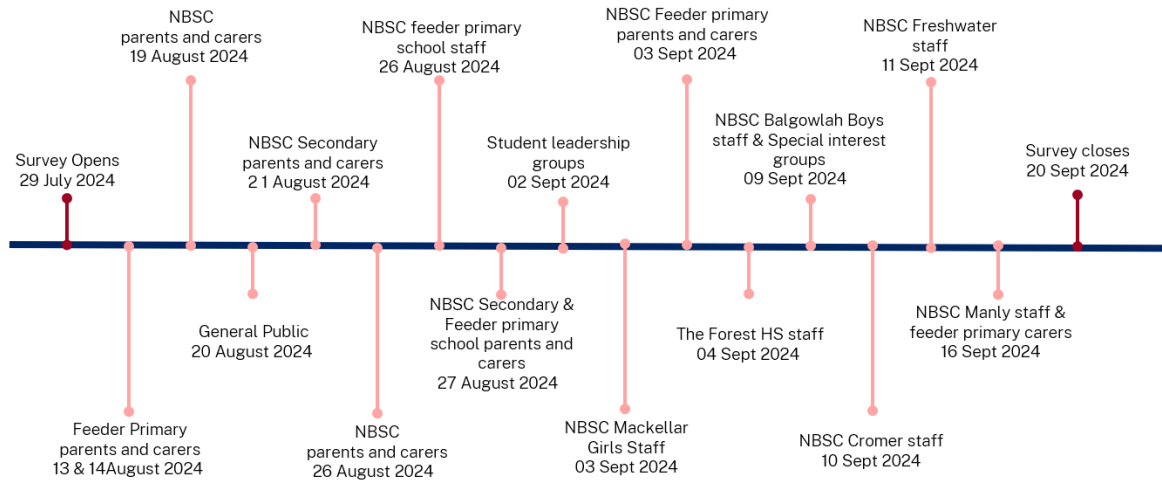 Survey Opens
29 July 2024
Feeder Primary
parents and carers
13 & 14August 2024
NBSC
parents and carers
19 August 2024
General Public
20 August 2024
NBSC Secondary
parents and carers
2 1 August 2024
NBSC
parents and carers
26 August 2024
NBSC feeder primary
school staff
26 August 2024
NBSC Secondary &
Feeder primary
school parents and
carers
27 August 2024
Student leadership
groups
02 Sept 2024
NBSC Mackellar
Girls Staff
03 Sept 2024
NBSC Feeder primary
parents and carers
03 Sept 2024
The Forest HS staff
04 Sept 2024
NBSC Balgowlah Boys
staff & Special interest
groups
09 Sept 2024
NBSC Cromer staff
10 Sept 2024
NBSC Freshwater
staff
11 Sept 2024
NBSC Manly staff &
feeder primary carers
16 Sept 2024
Survey closes
20 Sept 2024